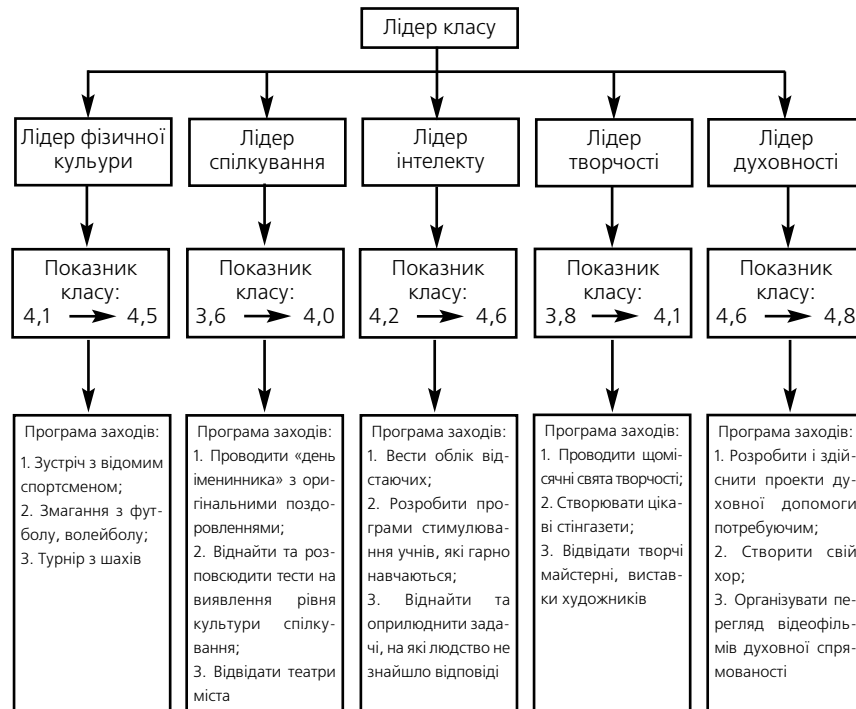 Лідер класу
Лідер фізичної
кульури
Лідер
спілкування
Лідер
інтелекту
Лідер
творчості
Лідер
духовності
Показник
класу:
4,1 → 4,5
Показник
класу:
3,6 → 4,0
Показник
класу:
4,2 → 4,6
Показник
класу:
3,8 → 4,1
Показник
класу:
4,6 → 4,8
Програма заходів:
1. Зустріч з відомим
спортсменом;
2. Змагання з фут-
болу, волейболу;
3. Турнір з шахів
Програма заходів:
1. Проводити «день
іменинника» з ори-
гінальними поздо-
ровленнями;
2. Віднайти та роз-
повсюдити тести на
виявлення рівня
культури спілку-
вання;
3. Відвідати театри
міста
Програма заходів:
1. Вести облік від-
стаючих;
2. Розробити про-
грами стимулюва-
ння учнів, які гарно
навчаються;
3. Віднайти та
оприлюднити зада-
чі, на які людство не
знайшло відповіді
Програма заходів:
1. Проводити щомі-
сячні свята творчості;
2. Створювати ціка-
ві стінгазети;
3. Відвідати творчі
майстерні, вистав-
ки художників
Програма заходів:
1. Розробити і здій-
снити проекти ду-
ховної допомоги
потребуючим;
2. Створити свій
хор;
3. Організувати пе-
регляд відеофіль-
мів духовної спря-
мованості